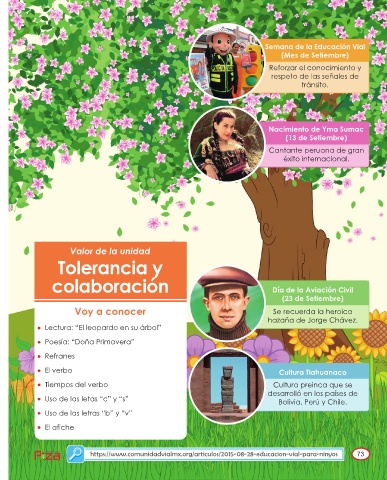 Semana de la Educación Vial
(Mes de Setiembre)
Reforzar el conocimiento y
respeto de las señales de
tránsito.
Nacimiento de Yma Sumac
(13 de Setiembre)
Cantante peruana de gran
éxito internacional.
Valor de la unidad
Tolerancia y
colaboración
Voy a conocer
• Lectura: "El leopardo en su árbol"
• Poesía: "Doña Primavera"
• Refranes
• El verbo
• Tiempos del verbo
• Uso de las letas "c" y "s"
• Uso de las letras "b" y "v"
• El afiche
Día de la Aviación Civil
(23 de Setiembre)
Se recuerda la heroica
hazaña de Jorge Chávez.
Cultura Tiahuanaco
Cultura preinca que se
desarrolló en los países de
Bolivia, Perú y Chile.
https://www.comunidadvialmx.org/articulos/2015-08-28-educacion-vial-para-ninyos
73